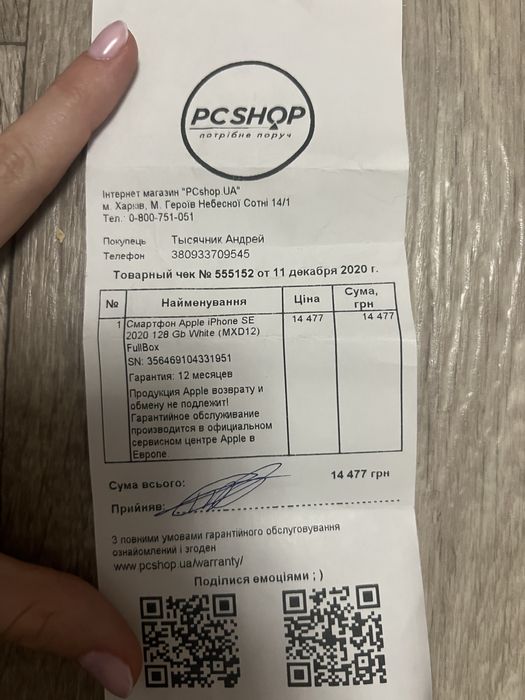 PCSHOP
потрібне поруч
Інтернет магазин "PCshop.UA"
м. Харків, М. Героїв Небесної Сотні 14/1
Тел.: 0-800-751-051
Покупець Тысячник Андрей
Телефон 380933709545
Товарный чек № 555152 от 11 декабря 2020 г.
№ Найменування Ціна Сума, грн
1 Смартфон Apple iPhone SE 14 477 14 477
2020 128 Gb White (MXD12)
FullBox
SN: 356469104331951
Гарантия: 12 месяцев
Продукция Apple возврату и
обмену не подлежит!
Гарантийное обслуживание
производится в официальном
сервисном центре Apple в
Европе
Сума всього: 14 477 грн
Прийняв:
З повними умовами гарантійного обслуговування
ознайомлений і згоден
www.pcshop.ua/warranty/
Поділися емоціями ; )